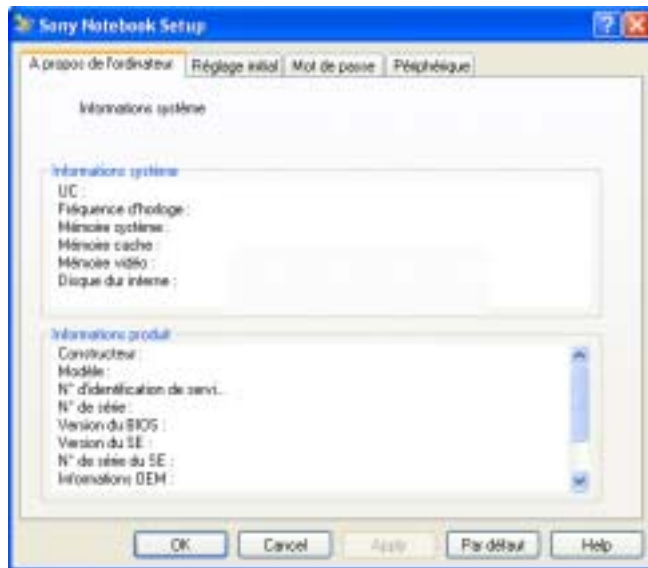 Sony Notebook Setup
A propos de l'ordinateur Réglage initial Mot de passe Périphérique
Informations système
Informations système
UC :
Fréquence d'horloge :
Mémoire système :
Mémoire cache :
Mémoire vidéo :
Disque dur interne :
Informations produit
Constructeur :
Modèle :
N° d'identification de servi...
N° de série :
Version du BIOS :
Version du SE :
N° de série du SE :
Informations OEM :
OK Cancel Apply Par défaut Help